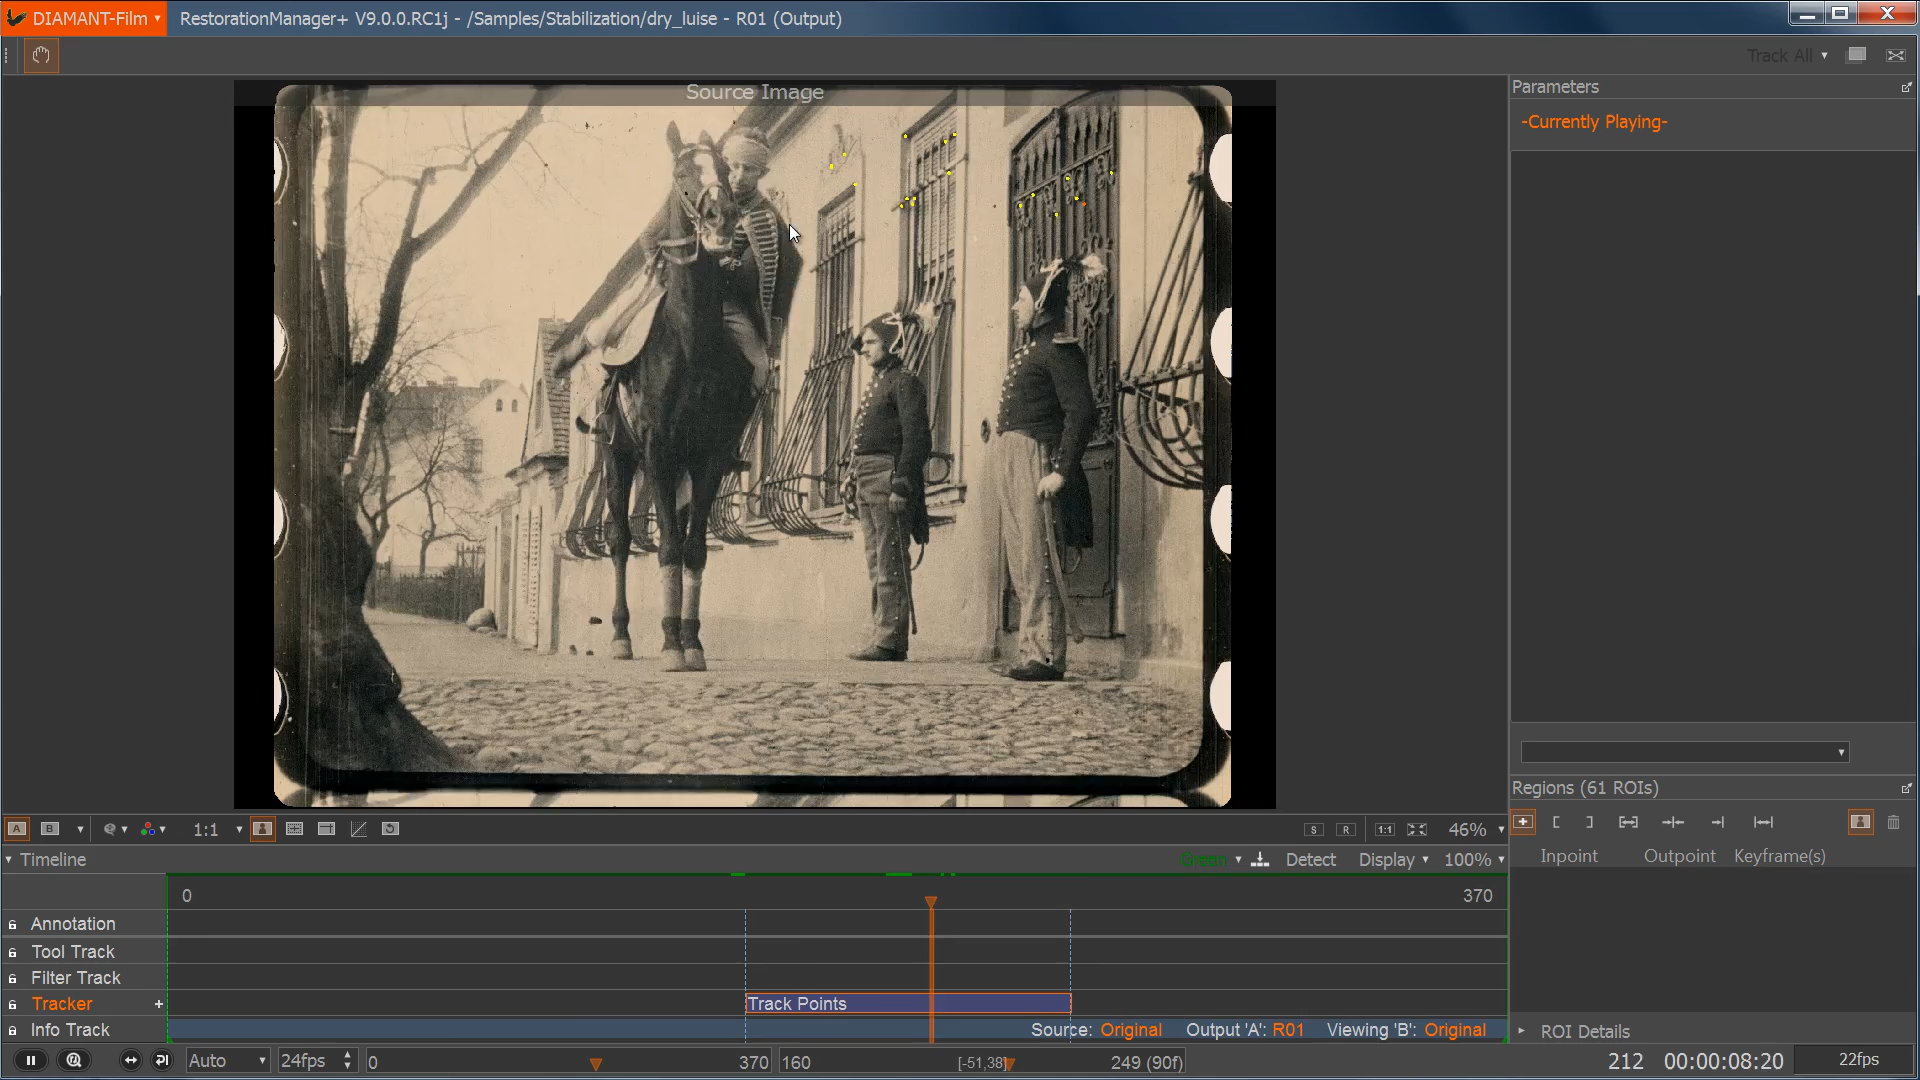 DIAMANT-Film RestorationManager+ V9.0.0.RC1j - /Samples/Stabilization/dry_luise - R01 (Output)
Track All
Source Image
Parameters
-Currently Playing-
Regions (61 ROIs)
A B 1:1 S R 1:1 46%
Timeline Green Detect Display 100%
Inpoint Outpoint Keyframe(s)
0 370
Annotation
Tool Track
Filter Track
Tracker + Track Points
Info Track Source: Original Output 'A': R01 Viewing 'B': Original
ROI Details
Auto 24fps 0 370 160 [-51,38] 249 (90f) 212 00:00:08:20 22fps